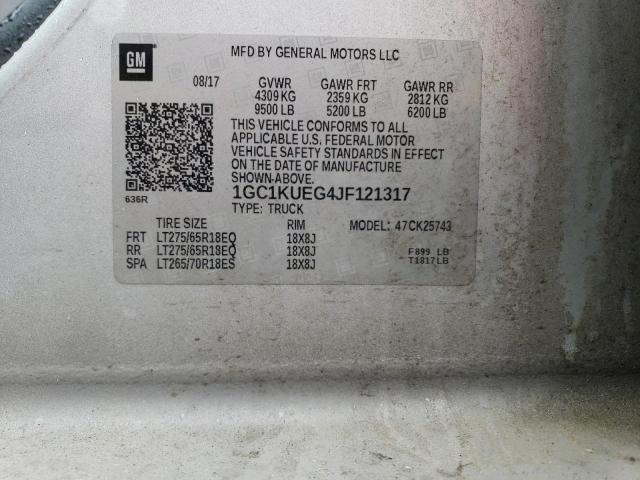 GM
MFD BY GENERAL MOTORS LLC
08/17 GVWR GAWR FRT GAWR RR
4309 KG 2359 KG 2812 KG
9500 LB 5200 LB 6200 LB
THIS VEHICLE CONFORMS TO ALL
APPLICABLE U.S. FEDERAL MOTOR
VEHICLE SAFETY STANDARDS IN EFFECT
ON THE DATE OF MANUFACTURE
SHOWN ABOVE.
636R 1GC1KUEG4JF121317
TYPE: TRUCK
TIRE SIZE RIM MODEL: 47CK25743
FRT LT275/65R18EQ 18X8J
RR LT275/65R18EQ 18X8J F899 LB
SPA LT265/70R18ES 18X8J T1817LB